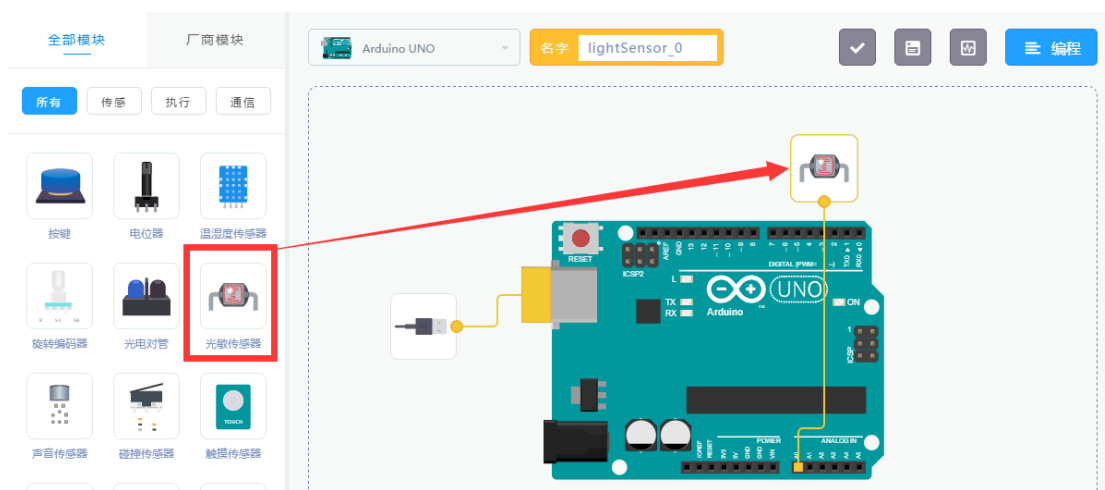 全部模块
厂商模块
所有
传感
执行
通信
按键
电位器
温湿度传感器
旋转编码器
光电对管
光敏传感器
TOUCH
声音传感器
碰撞传感器
触摸传感器
Arduino UNO
名字 lightSensor_0
编程
RESET
ICSP2
AREF
GND
13
12
~11
~10
~9
8
7
~6
~5
4
~3
2
TX0 ▸ 1
RX0 ◂ 0
DIGITAL (PWM=
L
TX
RX
UNO
Arduino
ON
1
ICSP
IOREF
RESET
3V3
5V
GND
GND
VIN
POWER
ANALOG IN
A0
A1
A2
A3
A4
A5